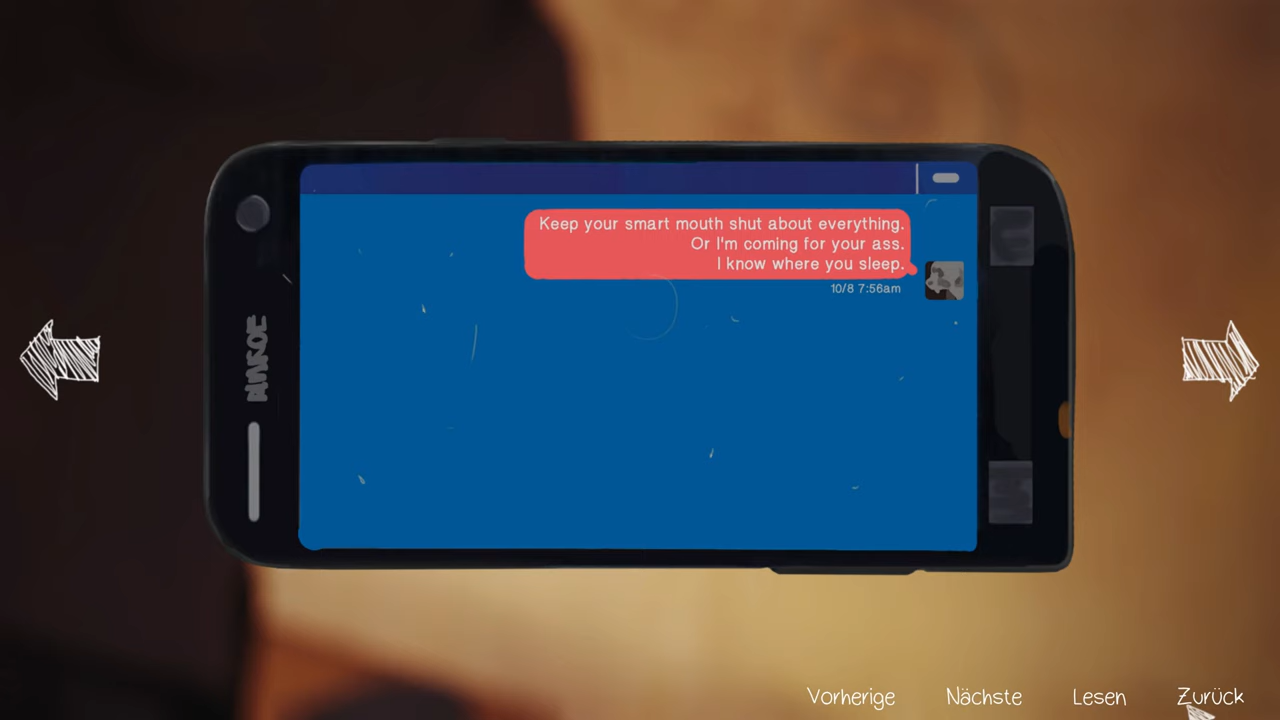 Keep your smart mouth shut about everything.
Or I'm coming for your ass.
I know where you sleep.
10/8 7:56am
Vorherige Nächste Lesen Zurück